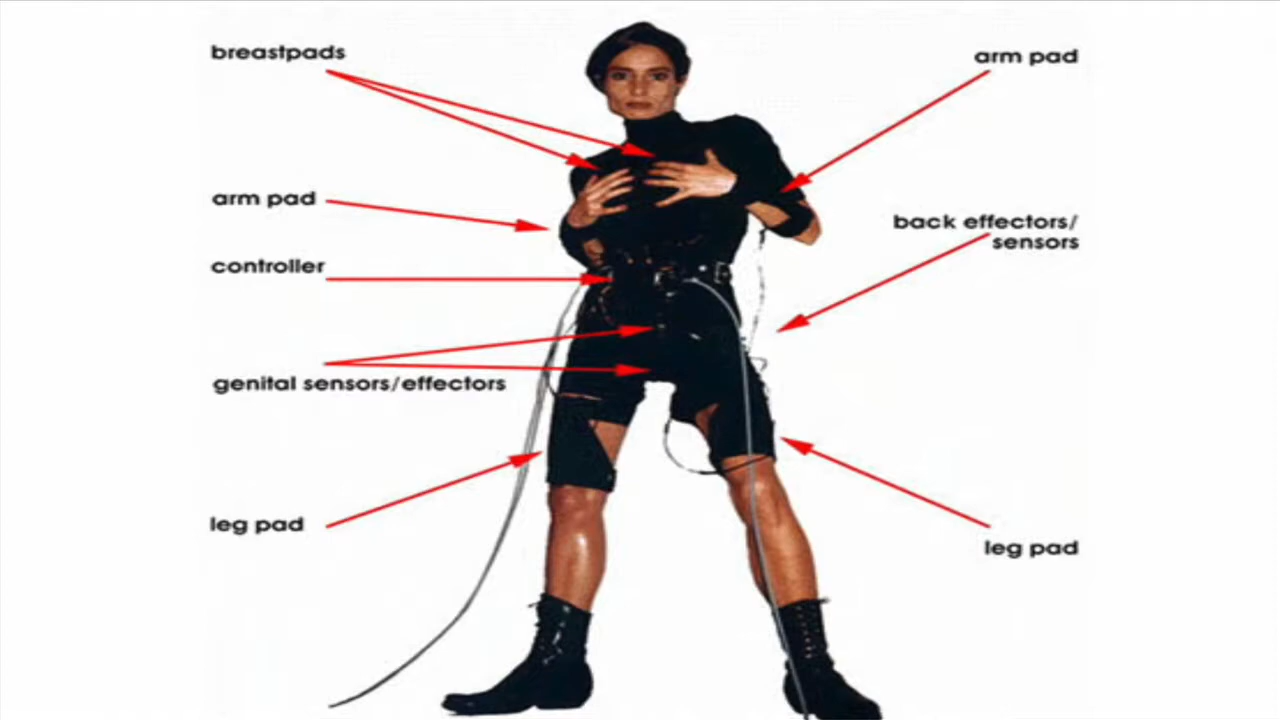 breastpads
arm pad
arm pad
back effectors/
sensors
controller
genital sensors/effectors
leg pad
leg pad